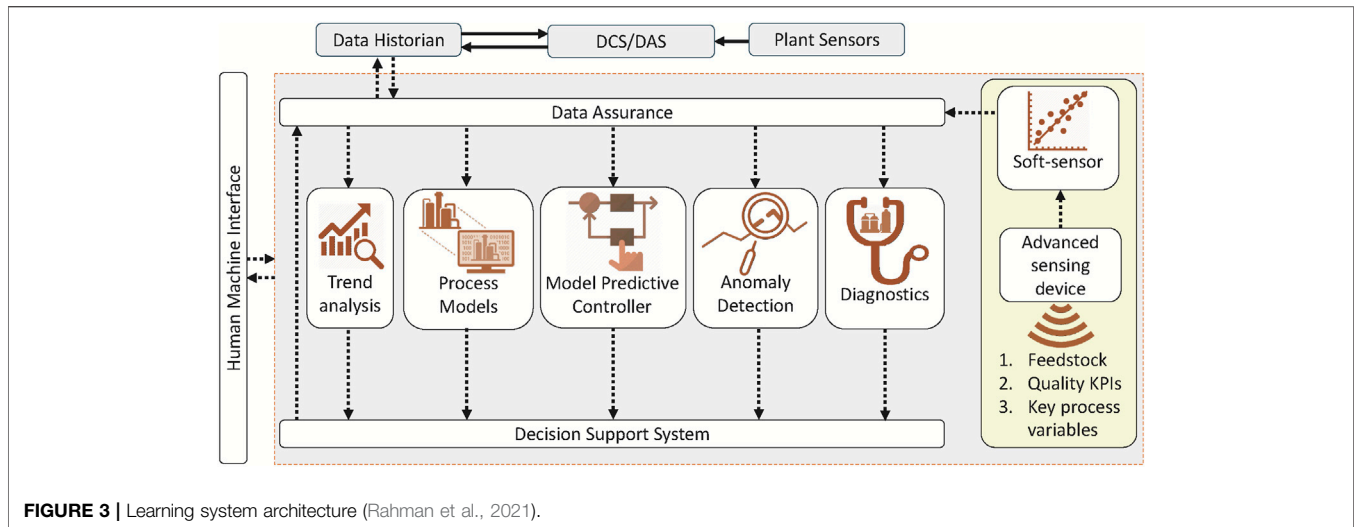 Data Historian
DCS/DAS
Plant Sensors
Human Machine Interface
Data Assurance
Trend
analysis
Process
Models
Model Predictive
Controller
Anomaly
Detection
Diagnostics
Decision Support System
Soft-sensor
Advanced
sensing
device
1. Feedstock
2. Quality KPIs
3. Key process
variables
FIGURE 3 | Learning system architecture (Rahman et al., 2021).